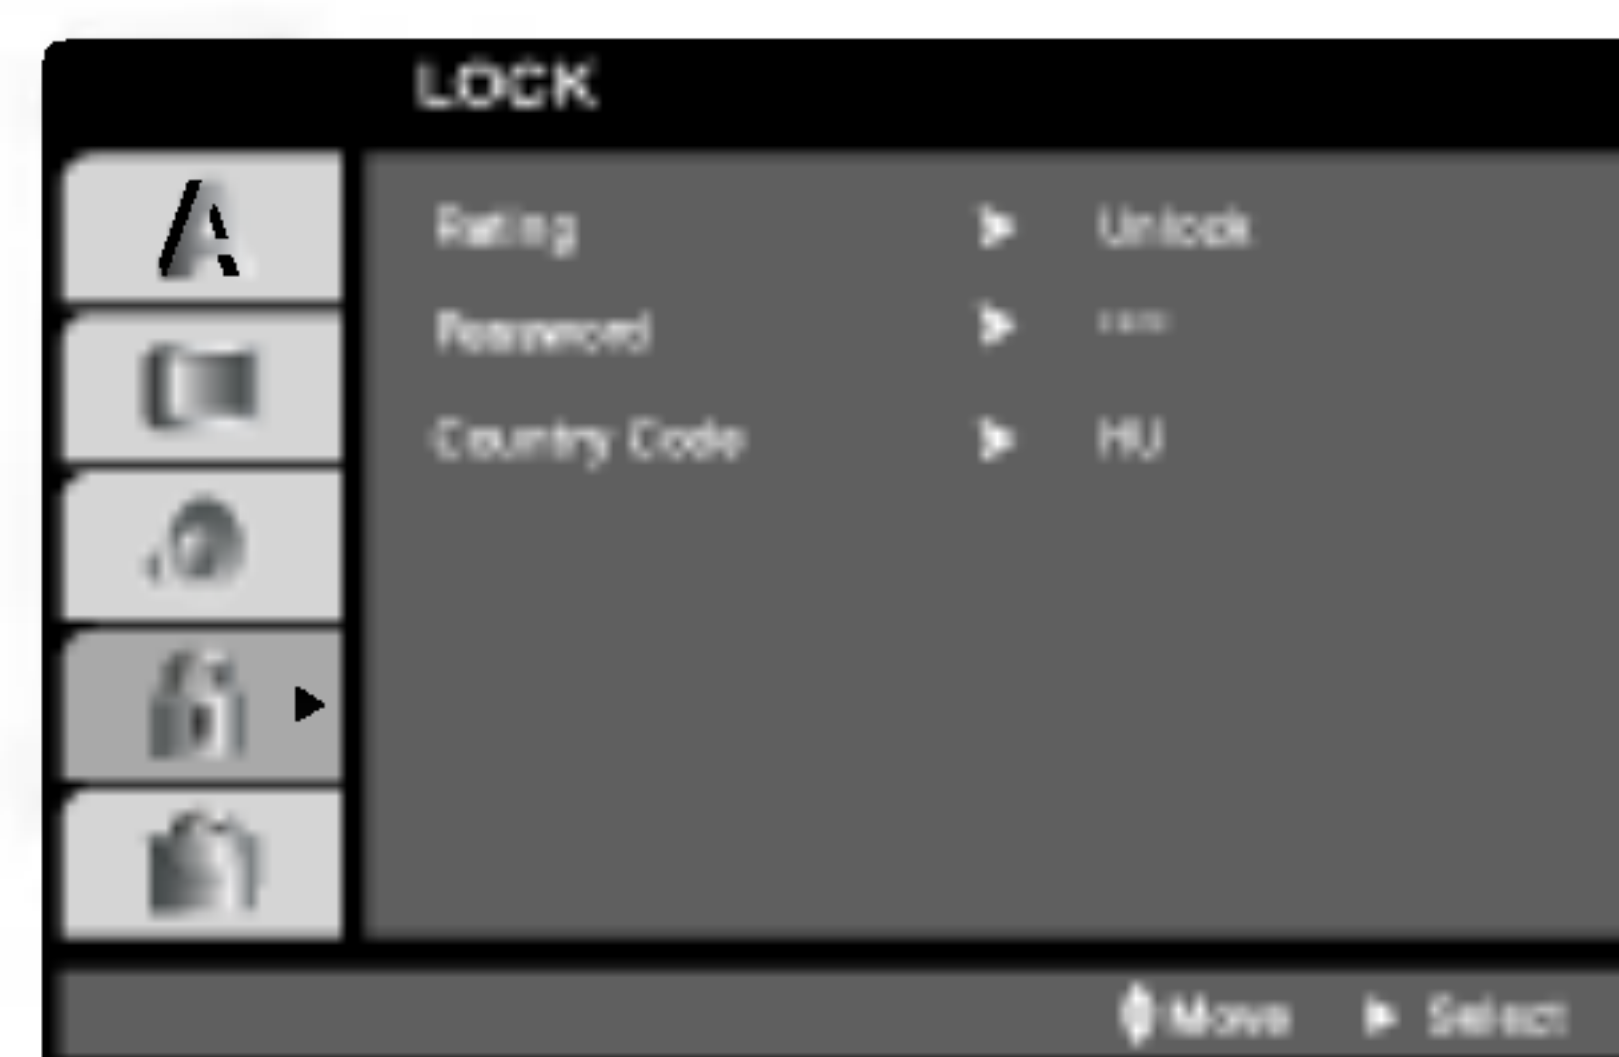 LOCK
A
Rating Unlock
Password ****
Country Code HU
Move Select